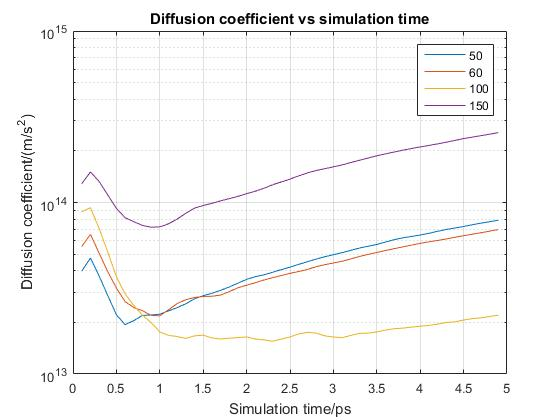 Diffusion coefficient vs simulation time
10^15
10^14
10^13
Diffusion coefficient/(m/s^2)
50
60
100
150
0 0.5 1 1.5 2 2.5 3 3.5 4 4.5 5
Simulation time/ps